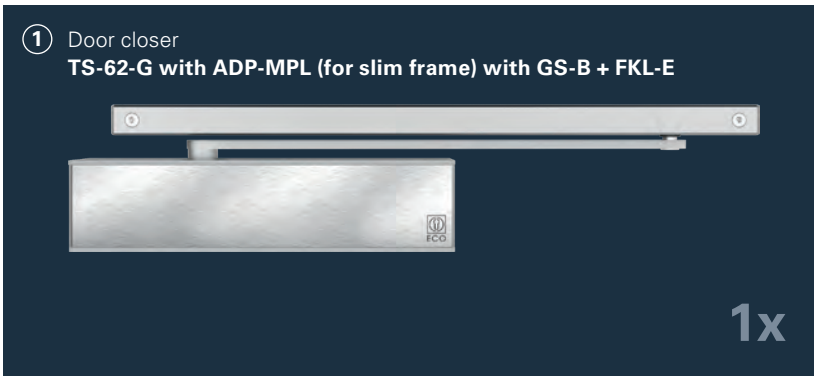 1 Door closer
TS-62-G with ADP-MPL (for slim frame) with GS-B + FKL-E
ECO
1x